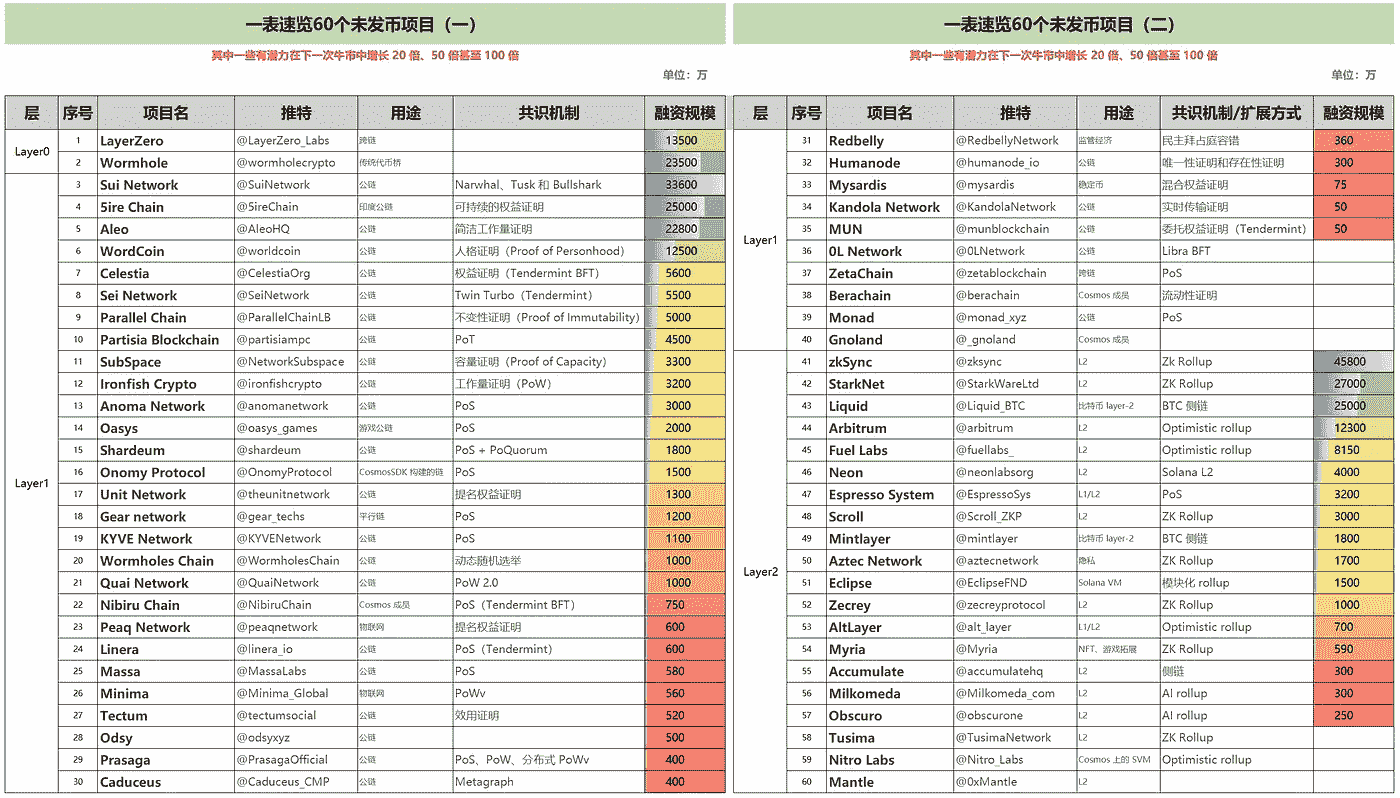 一表速览60个未发币项目（一）
其中一些有潜力在下一次牛市中增长 20 倍、50 倍甚至 100 倍
单位：万
层 序号 项目名 推特 用途 共识机制 融资规模
Layer0
1 LayerZero @LayerZero_Labs 跨链 13500
2 Wormhole @wormholecrypto 传统代币桥 23500
Layer1
3 Sui Network @SuiNetwork 公链 Narwhal、Tusk 和 Bullshark 33600
4 5ire Chain @5ireChain 印度公链 可持续的权益证明 25000
5 Aleo @AleoHQ 公链 简洁工作量证明 22800
6 WordCoin @worldcoin 公链 人格证明（Proof of Personhood） 12500
7 Celestia @CelestiaOrg 公链 权益证明（Tendermint BFT） 5600
8 Sei Network @SeiNetwork 公链 Twin Turbo（Tendermint） 5500
9 Parallel Chain @ParallelChainLB 公链 不变性证明（Proof of Immutability） 5000
10 Partisia Blockchain @partisiampc 公链 PoT 4500
11 SubSpace @NetworkSubspace 公链 容量证明（Proof of Capacity） 3300
12 Ironfish Crypto @ironfishcrypto 公链 工作量证明（PoW） 3200
13 Anoma Network @anomanetwork 公链 PoS 3000
14 Oasys @oasys_games 游戏公链 PoS 2000
15 Shardeum @shardeum 公链 PoS + PoQuorum 1800
16 Onomy Protocol @OnomyProtocol CosmosSDK 构建的链 PoS 1500
17 Unit Network @theunitnetwork 公链 提名权益证明 1300
18 Gear network @gear_techs 平行链 PoS 1200
19 KYVE Network @KYVENetwork 公链 PoS 1100
20 Wormholes Chain @WormholesChain 公链 动态随机选举 1000
21 Quai Network @QuaiNetwork 公链 PoW 2.0 1000
22 Nibiru Chain @NibiruChain Cosmos 成员 PoS（Tendermint BFT） 750
23 Peaq Network @peaqnetwork 物联网 提名权益证明 600
24 Linera @linera_io 公链 PoS（Tendermint） 600
25 Massa @MassaLabs 公链 PoS 580
26 Minima @Minima_Global 物联网 PoWv 560
27 Tectum @tectumsocial 公链 效用证明 520
28 Odsy @odsyxyz 公链 500
29 Prasaga @PrasagaOfficial 公链 PoS、PoW、分布式 PoWv 400
30 Caduceus @Caduceus_CMP 公链 Metagraph 400
一表速览60个未发币项目（二）
其中一些有潜力在下一次牛市中增长 20 倍、50 倍甚至 100 倍
单位：万
层 序号 项目名 推特 用途 共识机制/扩展方式 融资规模
Layer1
31 Redbelly @RedbellyNetwork 监管经济 民主拜占庭容错 360
32 Humanode @humanode_io 公链 唯一性证明和存在性证明 300
33 Mysardis @mysardis 稳定币 混合权益证明 75
34 Kandola Network @KandolaNetwork 公链 实时传输证明 50
35 MUN @munblockchain 公链 委托权益证明（Tendermint） 50
36 0L Network @0LNetwork 公链 Libra BFT
37 ZetaChain @zetablockchain 跨链 PoS
38 Berachain @berachain Cosmos 成员 流动性证明
39 Monad @monad_xyz 公链 PoS
40 Gnoland @_gnoland Cosmos 成员
Layer2
41 zkSync @zksync L2 Zk Rollup 45800
42 StarkNet @StarkWareLtd L2 ZK Rollup 27000
43 Liquid @Liquid_BTC 比特币 layer-2 BTC 侧链 25000
44 Arbitrum @arbitrum L2 Optimistic rollup 12300
45 Fuel Labs @fuellabs_ L2 Optimistic rollup 8150
46 Neon @neonlabsorg L2 Solana L2 4000
47 Espresso System @EspressoSys L1/L2 PoS 3200
48 Scroll @Scroll_ZKP L2 ZK Rollup 3000
49 Mintlayer @mintlayer 比特币 layer-2 BTC 侧链 1800
50 Aztec Network @aztecnetwork 隐私 ZK Rollup 1700
51 Eclipse @EclipseFND Solana VM 模块化 rollup 1500
52 Zecrey @zecreyprotocol L2 ZK Rollup 1000
53 AltLayer @alt_layer L1/L2 Optimistic rollup 700
54 Myria @Myria NFT、游戏拓展 ZK Rollup 590
55 Accumulate @accumulatehq L2 侧链 300
56 Milkomeda @Milkomeda_com L2 AI rollup 300
57 Obscuro @obscurone L2 AI rollup 250
58 Tusima @TusimaNetwork L2 ZK Rollup
59 Nitro Labs @Nitro_Labs Cosmos 上的 SVM Optimistic rollup
60 Mantle @0xMantle L2